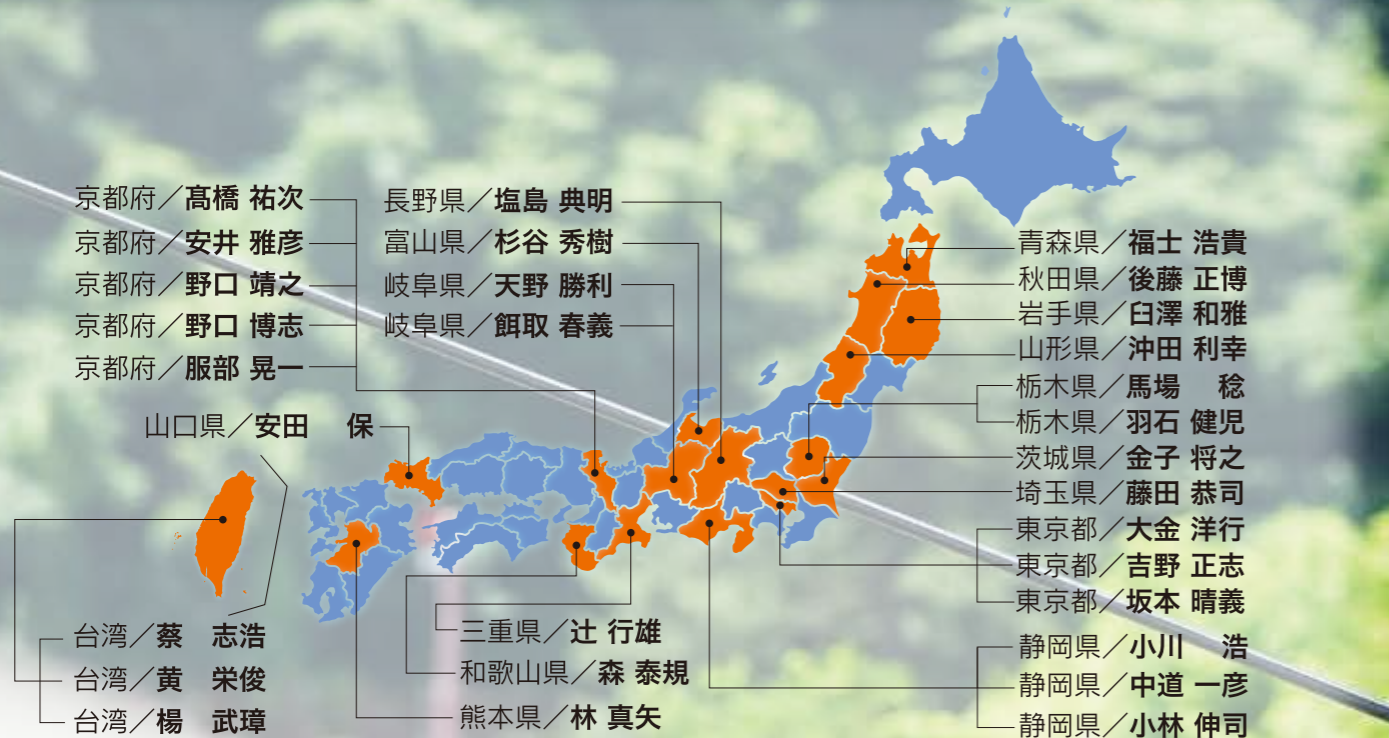 京都府／髙橋 祐次
京都府／安井 雅彦
京都府／野口 靖之
京都府／野口 博志
京都府／服部 晃一
長野県／塩島 典明
富山県／杉谷 秀樹
岐阜県／天野 勝利
岐阜県／餌取 春義
山口県／安田　保
青森県／福士 浩貴
秋田県／後藤 正博
岩手県／臼澤 和雅
山形県／沖田 利幸
栃木県／馬場　稔
栃木県／羽石 健児
茨城県／金子 将之
埼玉県／藤田 恭司
東京都／大金 洋行
東京都／吉野 正志
東京都／坂本 晴義
静岡県／小川　浩
静岡県／中道 一彦
静岡県／小林 伸司
三重県／辻 行雄
和歌山県／森 泰規
熊本県／林 真矢
台湾／蔡　志浩
台湾／黄　栄俊
台湾／楊　武璋